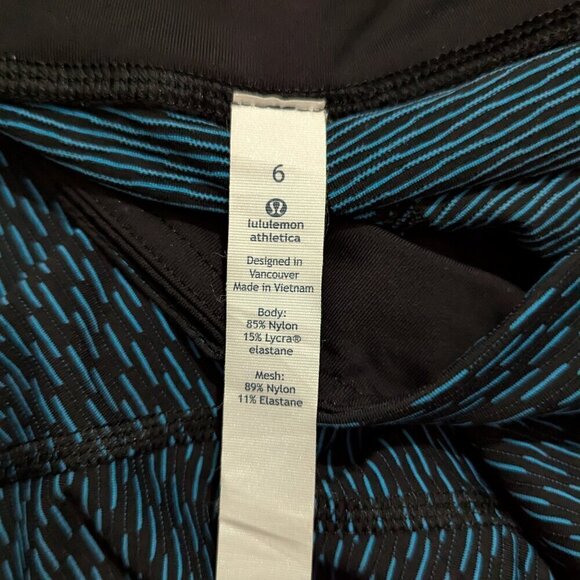 6
lululemon
athletica
Designed in
Vancouver
Made in Vietnam
Body:
85% Nylon
15% Lycra®
elastane
Mesh:
89% Nylon
11% Elastane